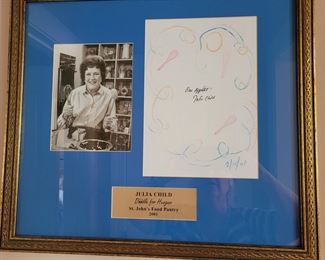 Bon Appétit -
Julia Child
JULIA CHILD
Doodle for Hunger
St. John's Food Pantry
2001